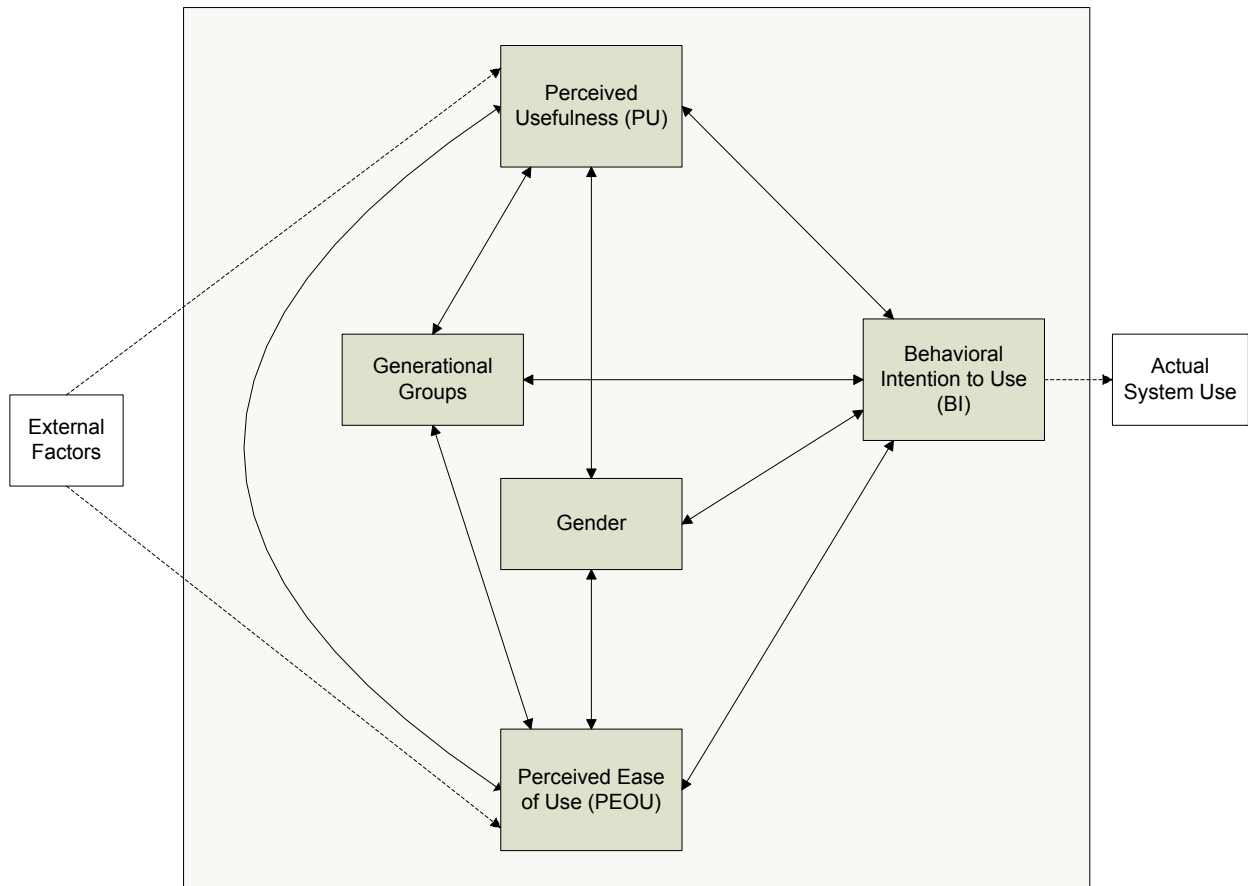 Perceived
Usefulness (PU)
Generational
Groups
Behavioral
Intention to Use
(BI)
Actual
System Use
External
Factors
Gender
Perceived Ease
of Use (PEOU)